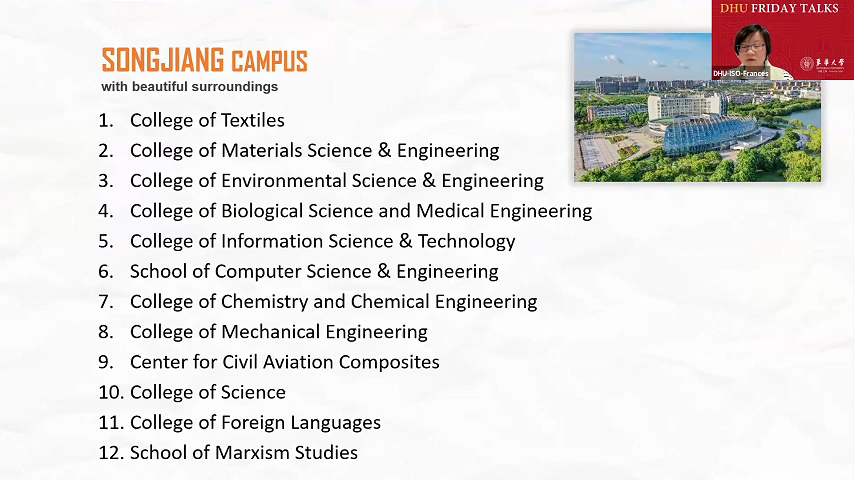 DHU FRIDAY TALKS
SONGJIANG CAMPUS
with beautiful surroundings
DHU-ISO-Frances
東華大學
1. College of Textiles
2. College of Materials Science & Engineering
3. College of Environmental Science & Engineering
4. College of Biological Science and Medical Engineering
5. College of Information Science & Technology
6. School of Computer Science & Engineering
7. College of Chemistry and Chemical Engineering
8. College of Mechanical Engineering
9. Center for Civil Aviation Composites
10. College of Science
11. College of Foreign Languages
12. School of Marxism Studies